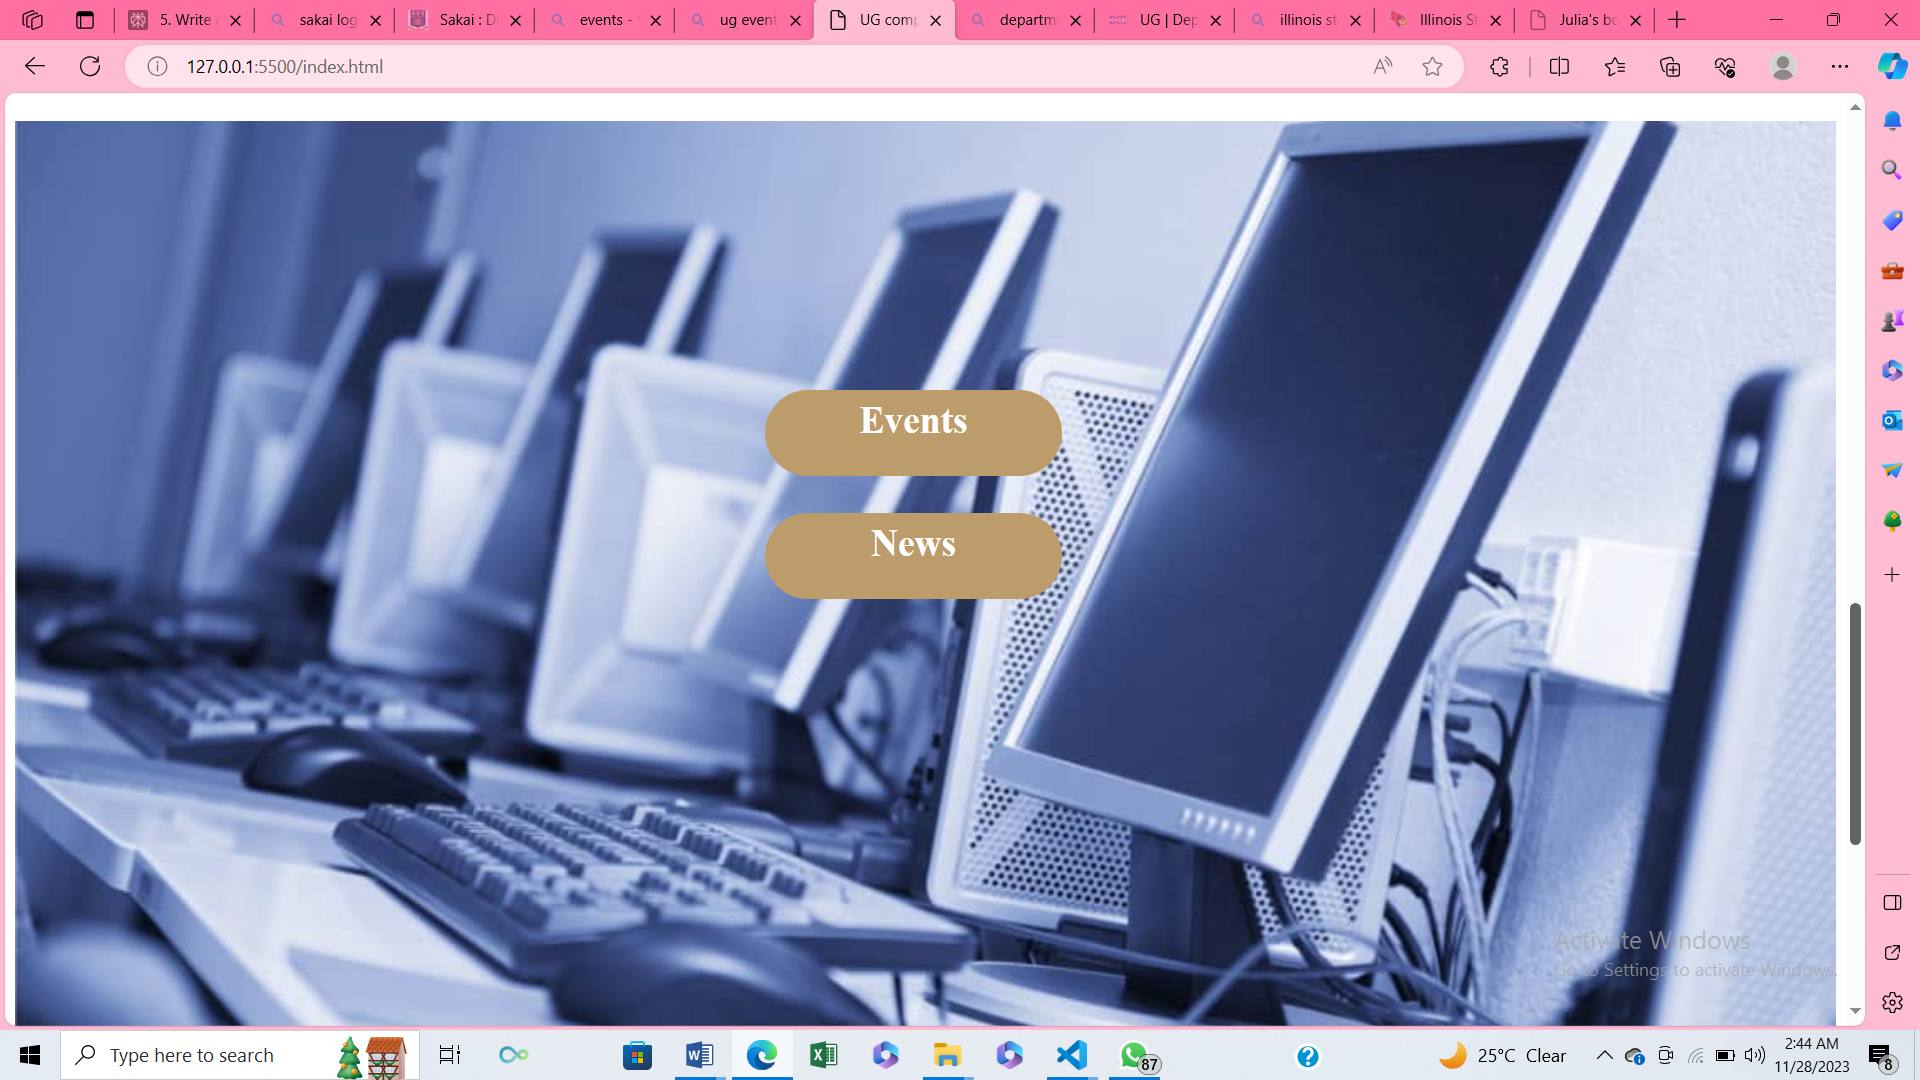 5. Write a
sakai log
Sakai : D
events -
ug event
UG comp
departm
UG | Dep
illinois st
Illinois St
Julia's bo
127.0.0.1:5500/index.html
Events
News
Activate Windows
Go to Settings to activate Windows.
Type here to search
87
25°C Clear
2:44 AM
11/28/2023
8